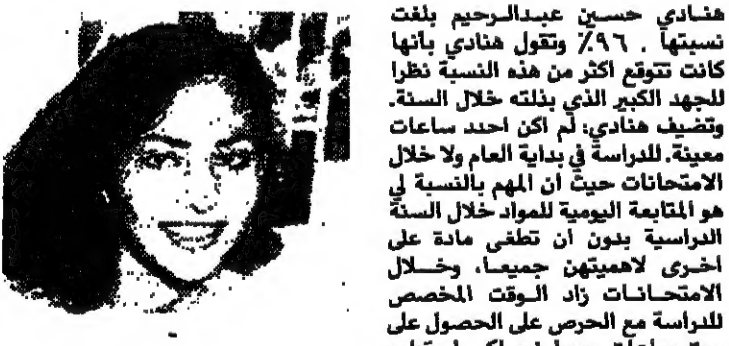 هنادي حسين عبدالرحيم بلغت
نسبتها . ٩٦٪ وتقول هنادي بانها
كانت تتوقع اكثر من هذه النسبة نظرا
للجهد الكبير الذي بذلته خلال السنة.
وتضيف هنادي: لم اكن احدد ساعات
معينة. للدراسة في بداية العام ولا خلال
الامتحانات حيث ان المهم بالنسبة لي
هو المتابعة اليومية للمواد خلال السنة
الدراسية بدون ان تطغى مادة على
اخرى لاهميتهن جميعا، وخلال
الامتحانات زاد الوقت المخصص
للدراسة مع الحرص على الحصول على